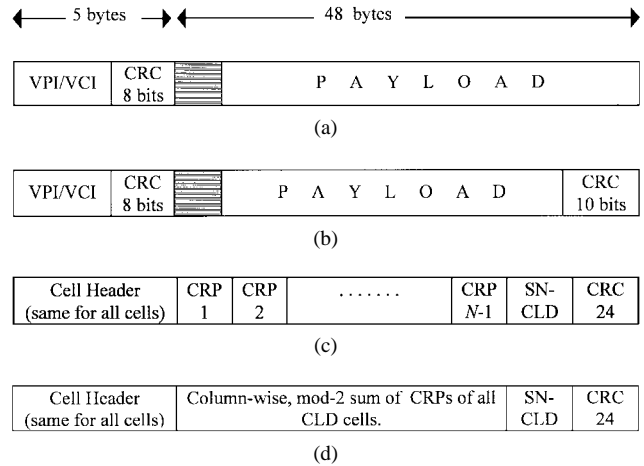 5 bytes 48 bytes
VPI/VCI CRC 8 bits P A Y L O A D
(a)
VPI/VCI CRC 8 bits P A Y L O A D CRC 10 bits
(b)
Cell Header (same for all cells) CRP 1 CRP 2 ....... CRP N-1 SN-CLD CRC 24
(c)
Cell Header (same for all cells) Column-wise, mod-2 sum of CRPs of all CLD cells. SN-CLD CRC 24
(d)